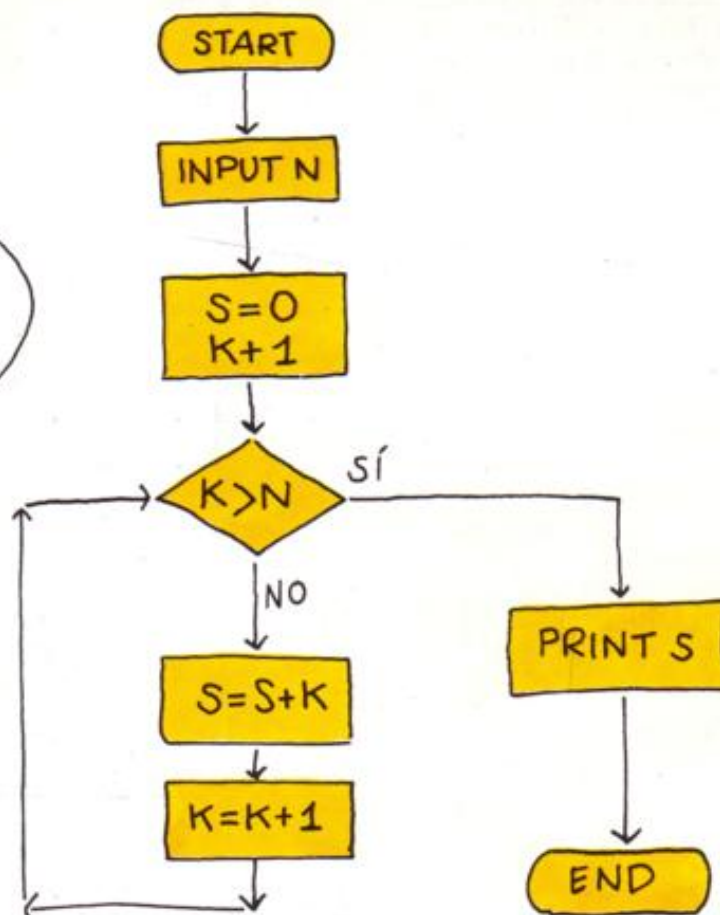 START
INPUT N
S=0
K+1
K>N
SÍ
NO
S=S+K
PRINT S
K=K+1
END